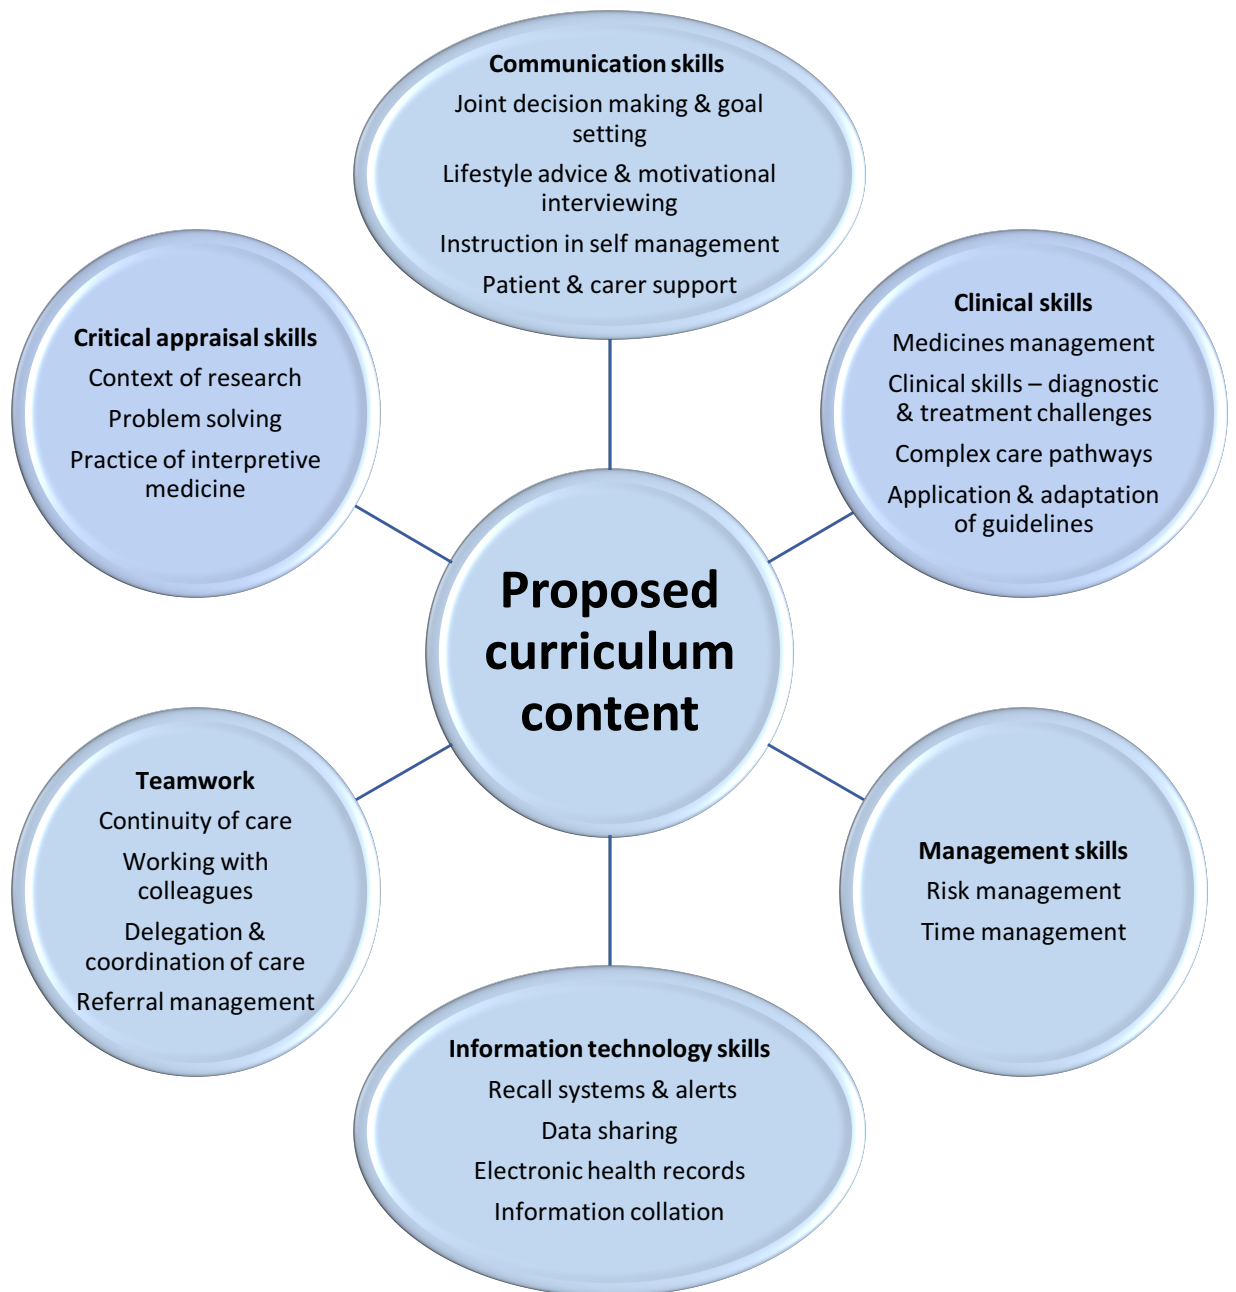 Communication skills
Joint decision making & goal
setting
Lifestyle advice & motivational
interviewing
Instruction in self management
Patient & carer support
Critical appraisal skills
Context of research
Problem solving
Practice of interpretive
medicine
Clinical skills
Medicines management
Clinical skills – diagnostic
& treatment challenges
Complex care pathways
Application & adaptation
of guidelines
Proposed
curriculum
content
Teamwork
Continuity of care
Working with
colleagues
Delegation &
coordination of care
Referral management
Management skills
Risk management
Time management
Information technology skills
Recall systems & alerts
Data sharing
Electronic health records
Information collation